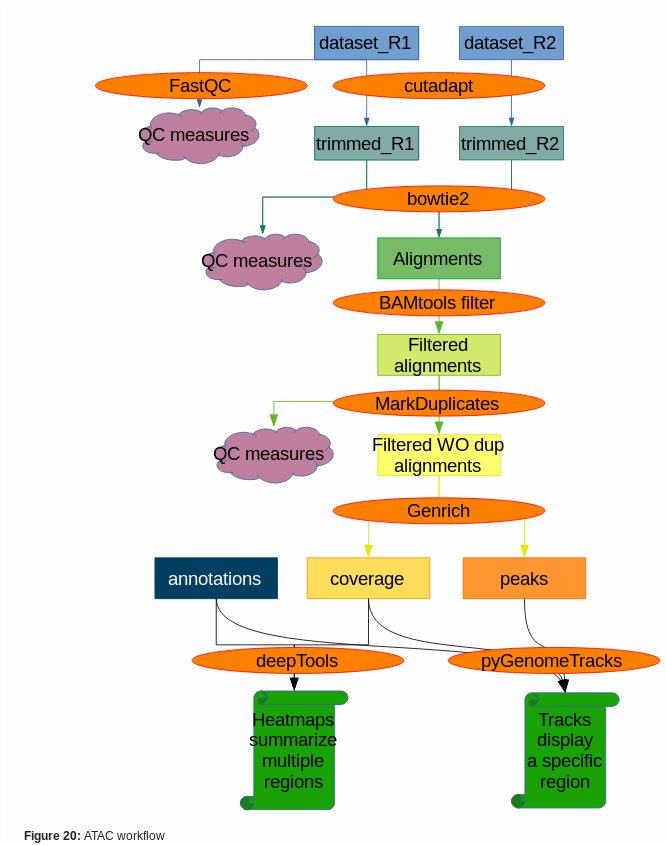 dataset_R1
dataset_R2
FastQC
cutadapt
QC measures
trimmed_R1
trimmed_R2
bowtie2
QC measures
Alignments
BAMtools filter
Filtered
alignments
MarkDuplicates
QC measures
Filtered WO dup
alignments
Genrich
annotations
coverage
peaks
deepTools
pyGenomeTracks
Heatmaps
summarize
multiple
regions
Tracks
display
a specific
region
Figure 20: ATAC workflow